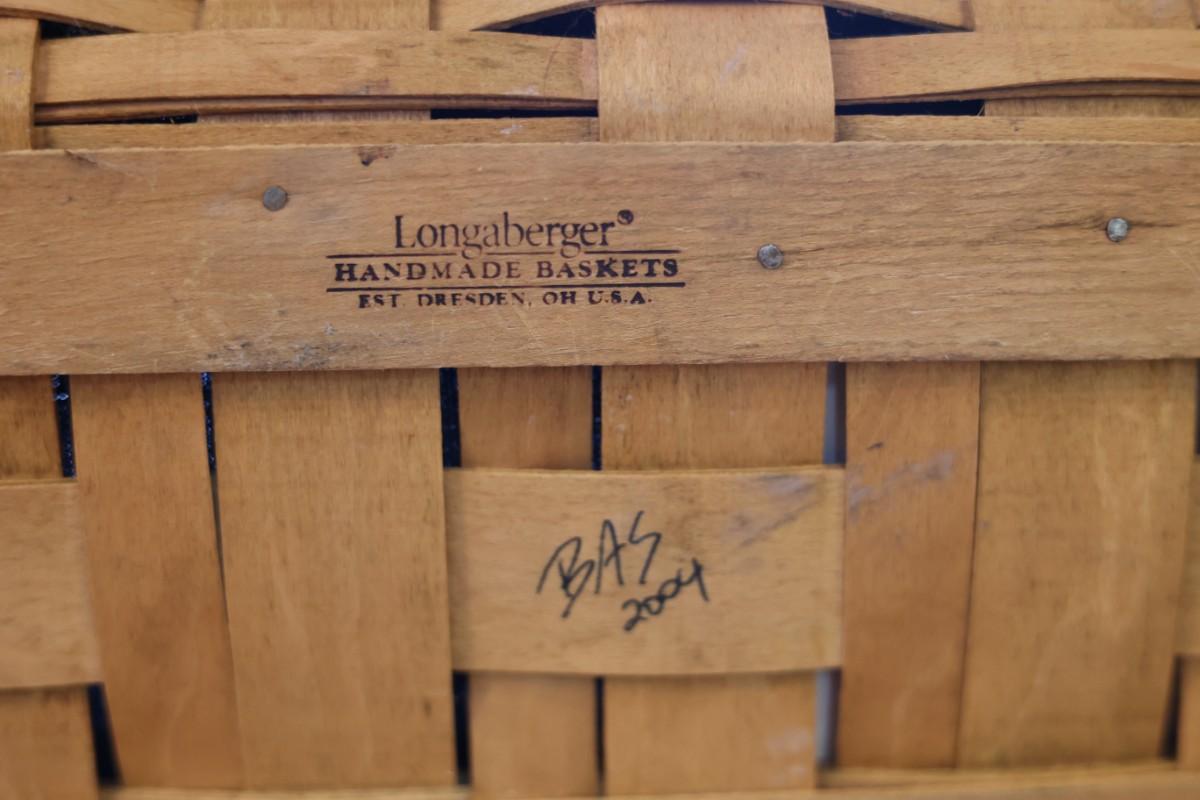 Longaberger®
HANDMADE BASKETS
EST. DRESDEN, OH U.S.A.
BAS
2004